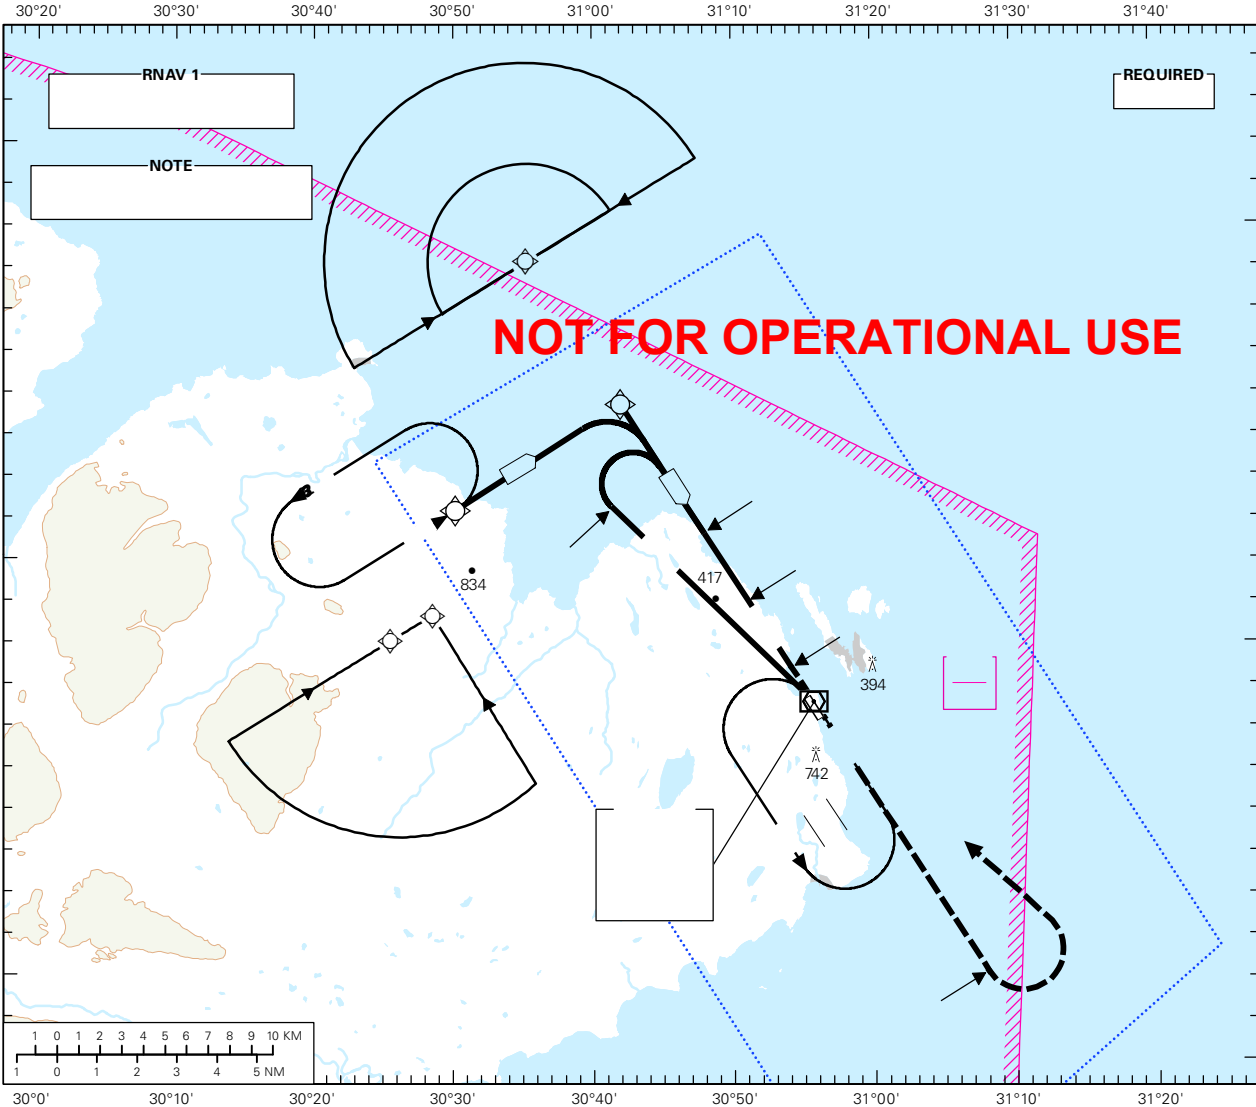 30°20' 30°30' 30°40' 30°50' 31°00' 31°10' 31°20' 31°30' 31°40'
RNAV 1
REQUIRED
NOTE
NOT FOR OPERATIONAL USE
834
417
394
742
1 0 1 2 3 4 5 6 7 8 9 10 KM
1 0 1 2 3 4 5 NM
30°0' 30°10' 30°20' 30°30' 30°40' 30°50' 31°00' 31°10' 31°20'